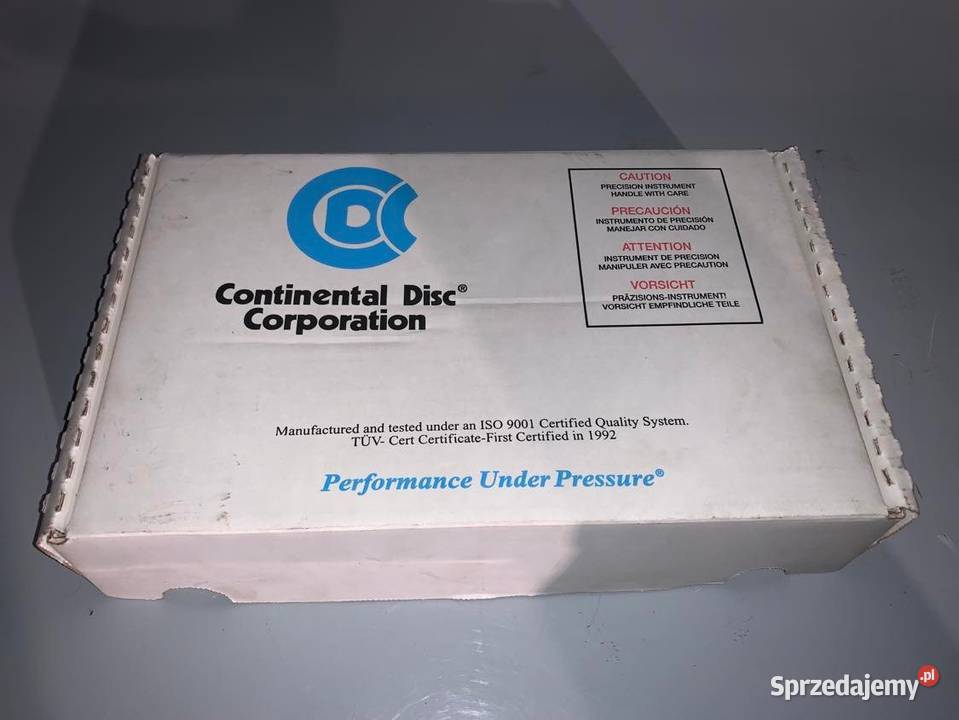 CDC
Continental Disc®
Corporation
CAUTION
PRECISION INSTRUMENT
HANDLE WITH CARE
PRECAUCIÓN
INSTRUMENTO DE PRECISIÓN
MANEJAR CON CUIDADO
ATTENTION
INSTRUMENT DE PRECISION
MANIPULER AVEC PRECAUTION
VORSICHT
PRÄZISIONS-INSTRUMENT!
VORSICHT EMPFINDLICHE TEILE
Manufactured and tested under an ISO 9001 Certified Quality System.
TÜV- Cert Certificate-First Certified in 1992
Performance Under Pressure®
Sprzedajemy.pl